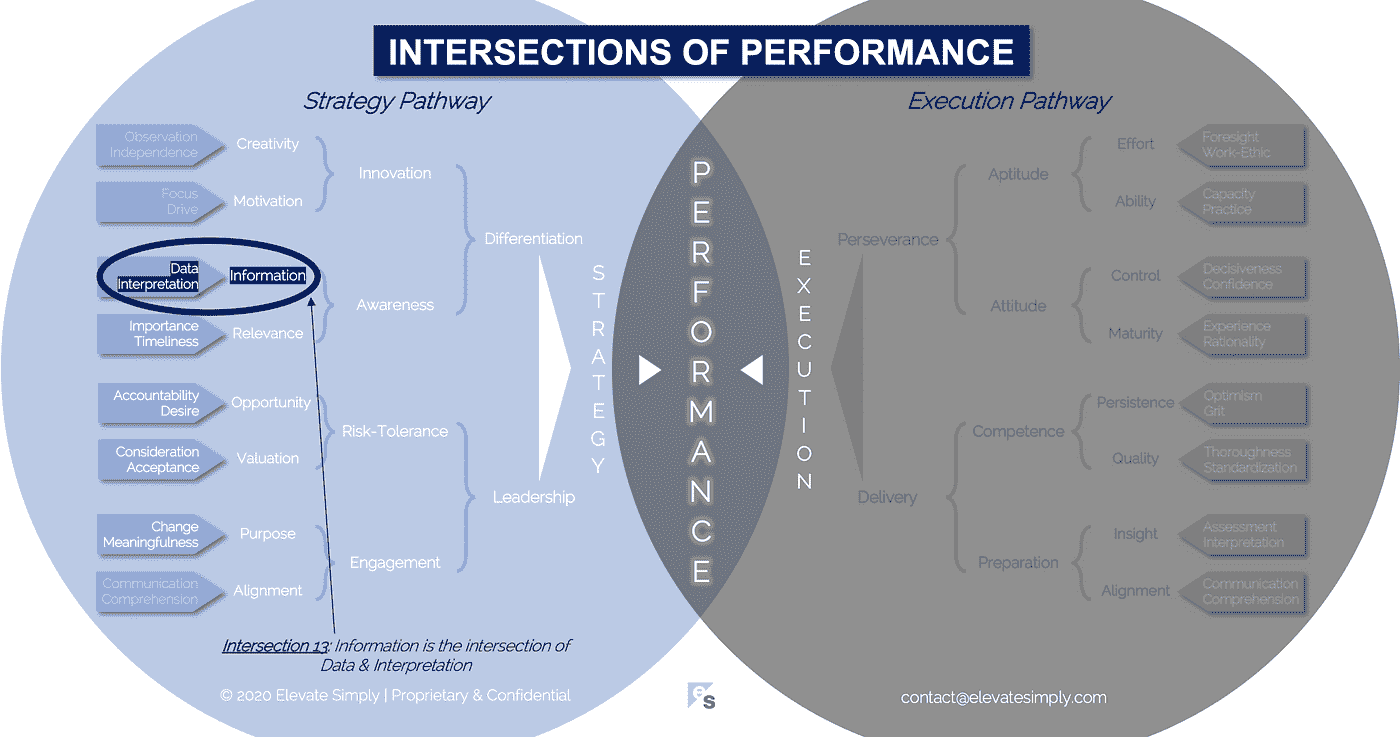 INTERSECTIONS OF PERFORMANCE
Strategy Pathway
Observation
Independence
Creativity
Focus
Drive
Motivation
Innovation
Data
Interpretation
Information
Importance
Timeliness
Relevance
Awareness
Differentiation
Accountability
Desire
Opportunity
Consideration
Acceptance
Valuation
Risk-Tolerance
Change
Meaningfulness
Purpose
Communication
Comprehension
Alignment
Engagement
Leadership
STRATEGY
PERFORMANCE
EXECUTION
Execution Pathway
Perseverance
Aptitude
Effort
Foresight
Work-Ethic
Ability
Capacity
Practice
Attitude
Control
Decisiveness
Confidence
Maturity
Experience
Rationality
Delivery
Competence
Persistence
Optimism
Grit
Quality
Thoroughness
Standardization
Preparation
Insight
Assessment
Interpretation
Alignment
Communication
Comprehension
Intersection 13: Information is the intersection of
Data & Interpretation
© 2020 Elevate Simply | Proprietary & Confidential
es
contact@elevatesimply.com